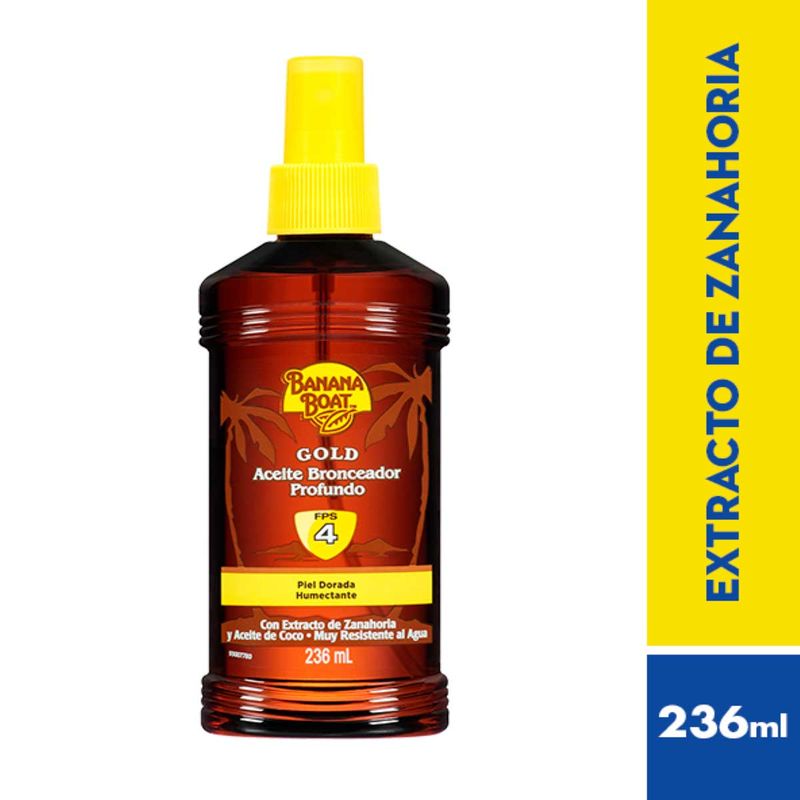 BANANA
BOAT
GOLD
Aceite Bronceador
Profundo
FPS
4
Piel Dorada
Humectante
Con Extracto de Zanahoria
y Aceite de Coco • Muy Resistente al Agua
236 mL
EXTRACTO DE ZANAHORIA
236ml